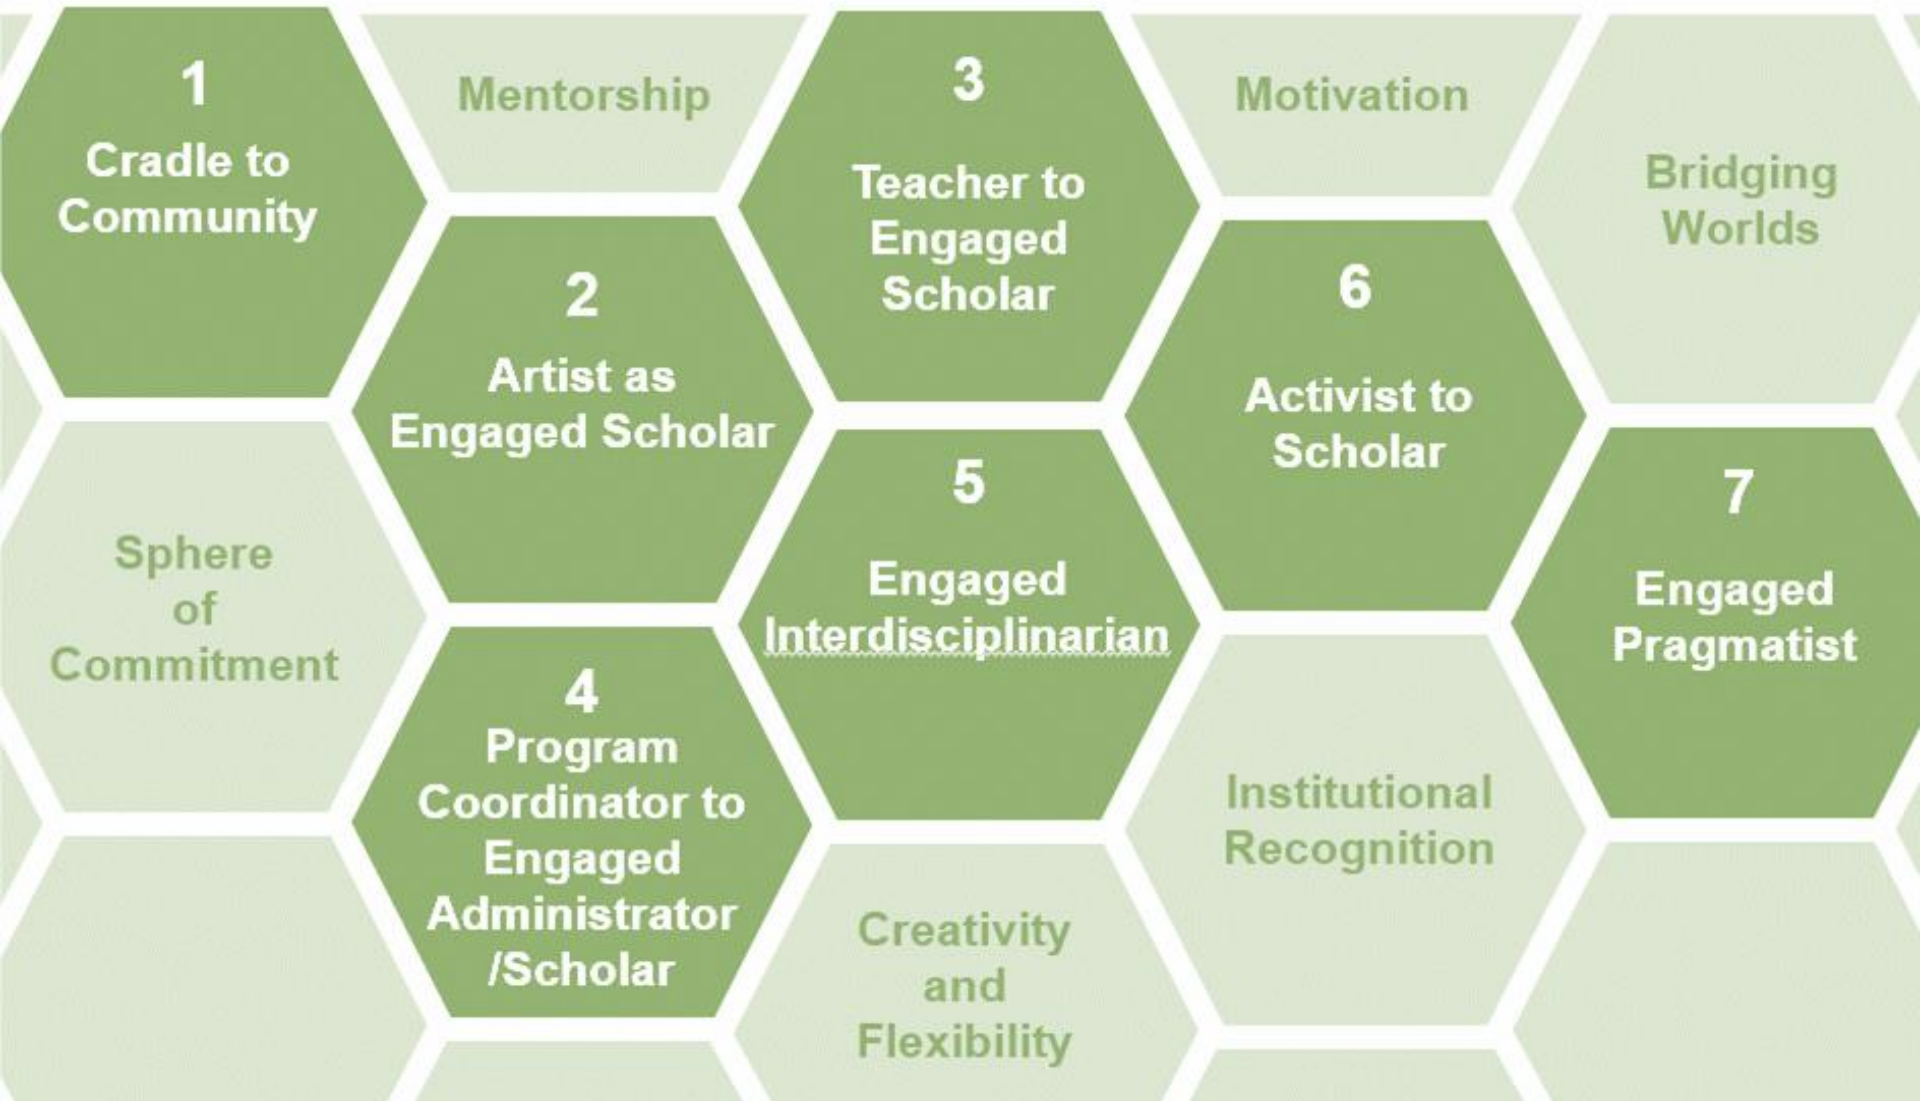 1
Cradle to
Community
Mentorship
3
Teacher to
Engaged
Scholar
Motivation
Bridging
Worlds
2
Artist as
Engaged Scholar
6
Activist to
Scholar
Sphere
of
Commitment
5
Engaged
Interdisciplinarian
7
Engaged
Pragmatist
4
Program
Coordinator to
Engaged
Administrator
/Scholar
Institutional
Recognition
Creativity
and
Flexibility